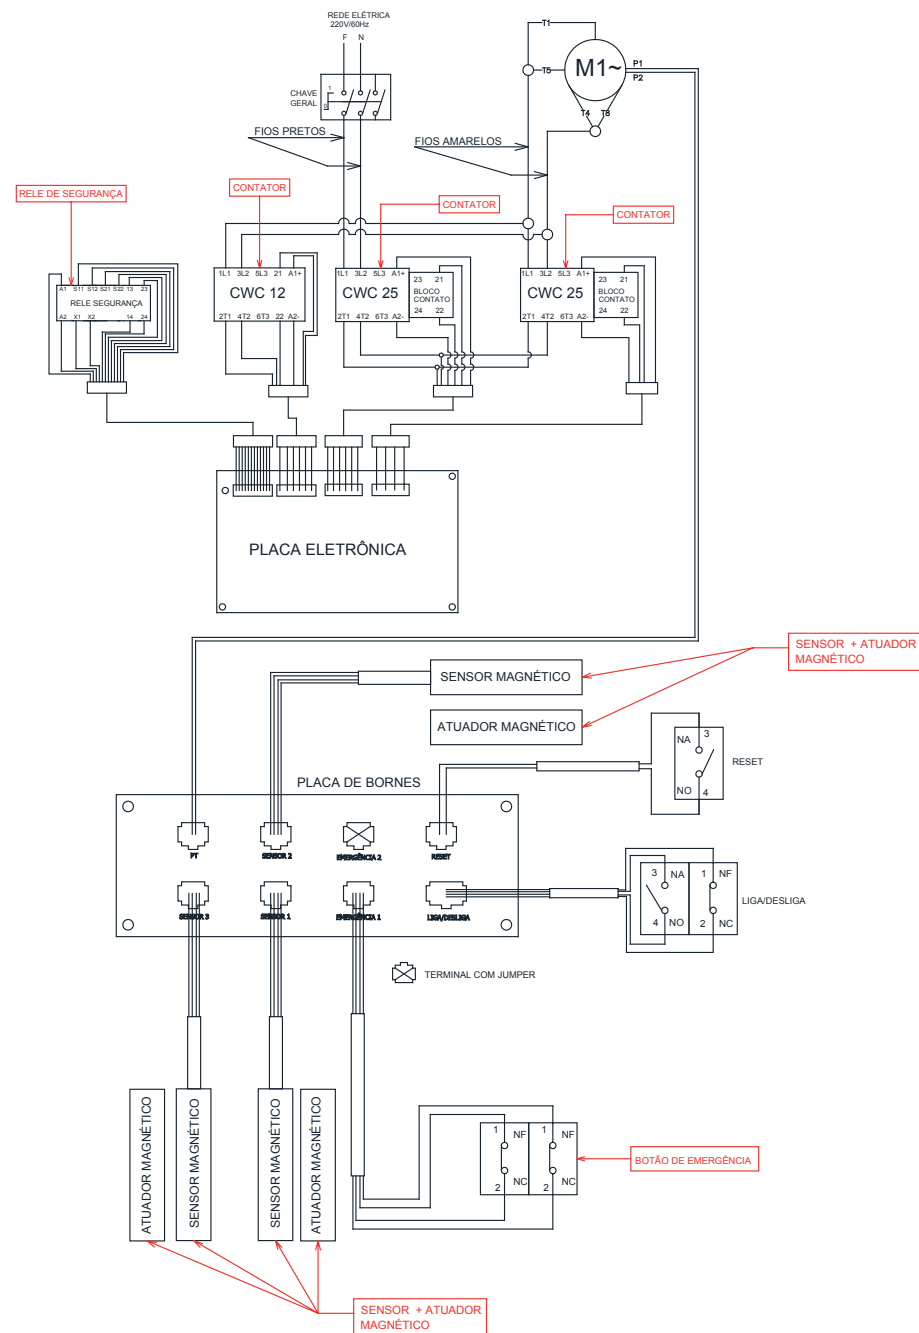 REDE ELÉTRICA
220V/60Hz
F N
CHAVE
GERAL
1
0
T1
T5
M1~
P1
P2
T4 T8
FIOS PRETOS
FIOS AMARELOS
RELE DE SEGURANÇA
CONTATOR
CONTATOR
CONTATOR
A1 S11 S12 S21 S22 13 23
RELE SEGURANÇA
A2 X1 X2 14 24
1L1 3L2 5L3 21 A1+
CWC 12
2T1 4T2 6T3 22 A2-
1L1 3L2 5L3 A1+
CWC 25
2T1 4T2 6T3 A2-
23 21
BLOCO
CONTATO
24 22
1L1 3L2 5L3 A1+
CWC 25
2T1 4T2 6T3 A2-
23 21
BLOCO
CONTATO
24 22
PLACA ELETRÔNICA
SENSOR + ATUADOR
MAGNÉTICO
SENSOR MAGNÉTICO
ATUADOR MAGNÉTICO
NA 3
NO 4
RESET
PLACA DE BORNES
PT
SENSOR 2
EMERGÊNCIA 2
RESET
SENSOR 3
SENSOR 1
EMERGÊNCIA 1
LIGA/DESLIGA
3 NA
4 NO
1 NF
2 NC
LIGA/DESLIGA
TERMINAL COM JUMPER
ATUADOR MAGNÉTICO
SENSOR MAGNÉTICO
SENSOR MAGNÉTICO
ATUADOR MAGNÉTICO
1 NF
2 NC
1 NF
2 NC
BOTÃO DE EMERGÊNCIA
SENSOR + ATUADOR
MAGNÉTICO